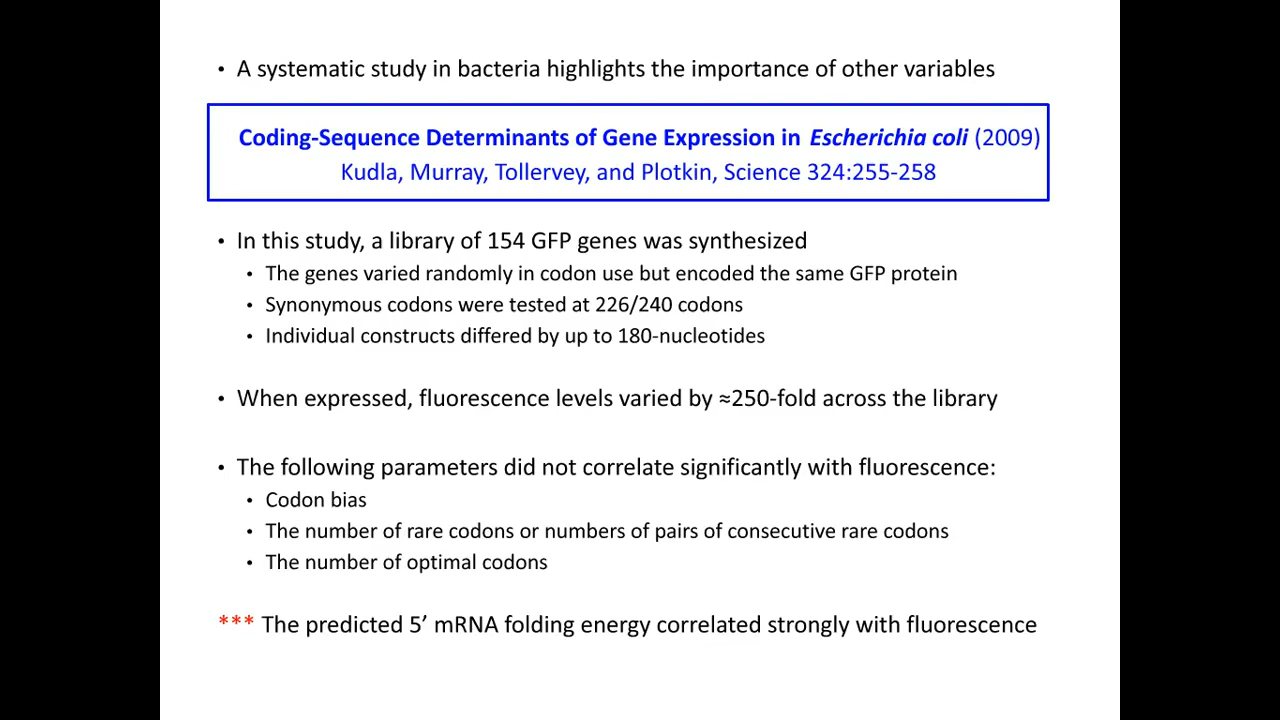 • A systematic study in bacteria highlights the importance of other variables
Coding-Sequence Determinants of Gene Expression in Escherichia coli (2009)
Kudla, Murray, Tollervey, and Plotkin, Science 324:255-258
• In this study, a library of 154 GFP genes was synthesized
• The genes varied randomly in codon use but encoded the same GFP protein
• Synonymous codons were tested at 226/240 codons
• Individual constructs differed by up to 180-nucleotides
• When expressed, fluorescence levels varied by ≈250-fold across the library
• The following parameters did not correlate significantly with fluorescence:
• Codon bias
• The number of rare codons or numbers of pairs of consecutive rare codons
• The number of optimal codons
*** The predicted 5’ mRNA folding energy correlated strongly with fluorescence